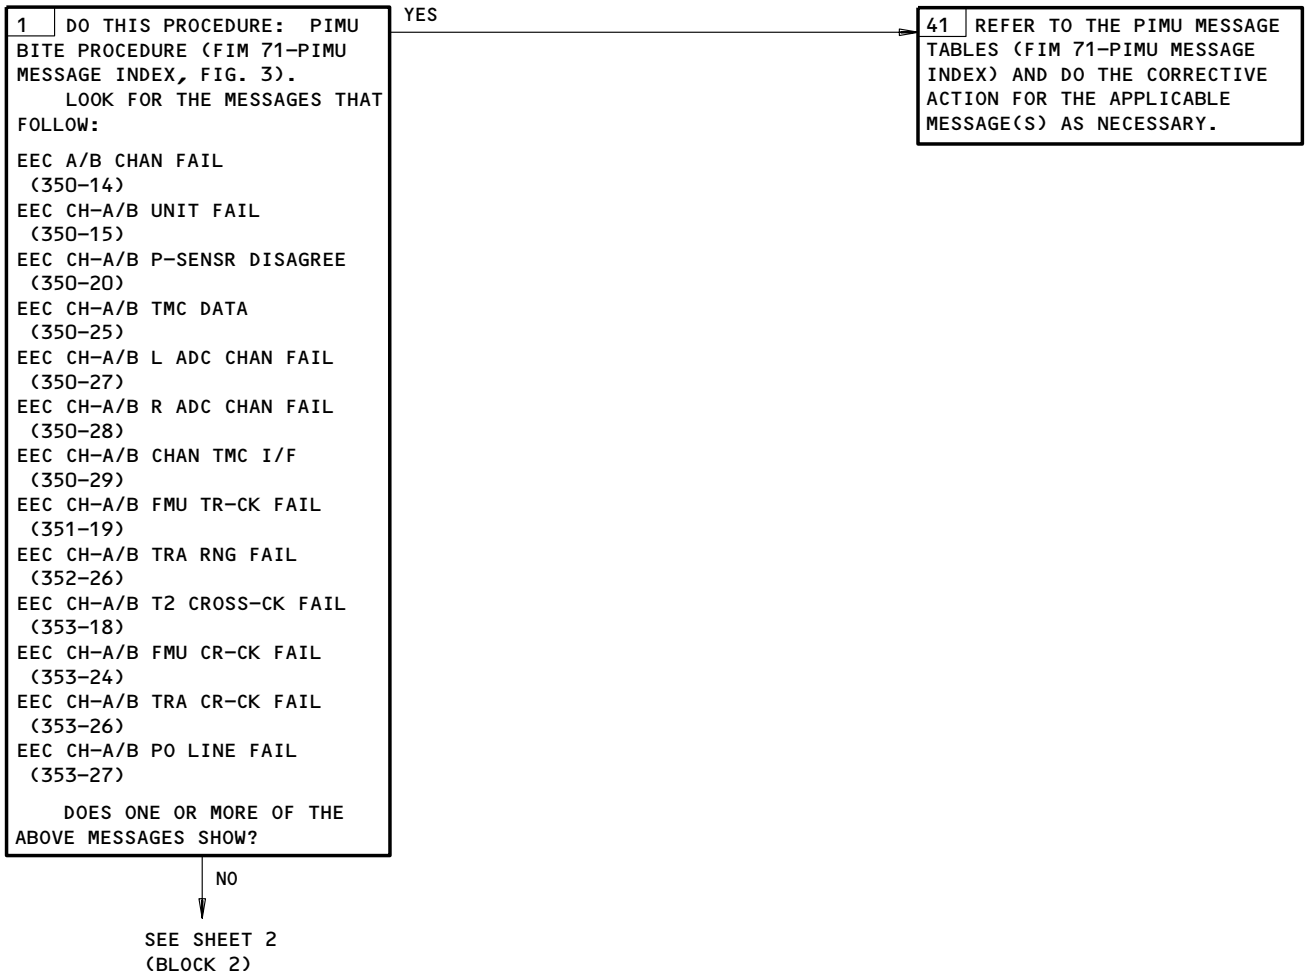 1 DO THIS PROCEDURE: PIMU
BITE PROCEDURE (FIM 71-PIMU
MESSAGE INDEX, FIG. 3).
LOOK FOR THE MESSAGES THAT
FOLLOW:
EEC A/B CHAN FAIL
(350-14)
EEC CH-A/B UNIT FAIL
(350-15)
EEC CH-A/B P-SENSR DISAGREE
(350-20)
EEC CH-A/B TMC DATA
(350-25)
EEC CH-A/B L ADC CHAN FAIL
(350-27)
EEC CH-A/B R ADC CHAN FAIL
(350-28)
EEC CH-A/B CHAN TMC I/F
(350-29)
EEC CH-A/B FMU TR-CK FAIL
(351-19)
EEC CH-A/B TRA RNG FAIL
(352-26)
EEC CH-A/B T2 CROSS-CK FAIL
(353-18)
EEC CH-A/B FMU CR-CK FAIL
(353-24)
EEC CH-A/B TRA CR-CK FAIL
(353-26)
EEC CH-A/B PO LINE FAIL
(353-27)
DOES ONE OR MORE OF THE
ABOVE MESSAGES SHOW?
YES
41 REFER TO THE PIMU MESSAGE
TABLES (FIM 71-PIMU MESSAGE
INDEX) AND DO THE CORRECTIVE
ACTION FOR THE APPLICABLE
MESSAGE(S) AS NECESSARY.
NO
SEE SHEET 2
(BLOCK 2)